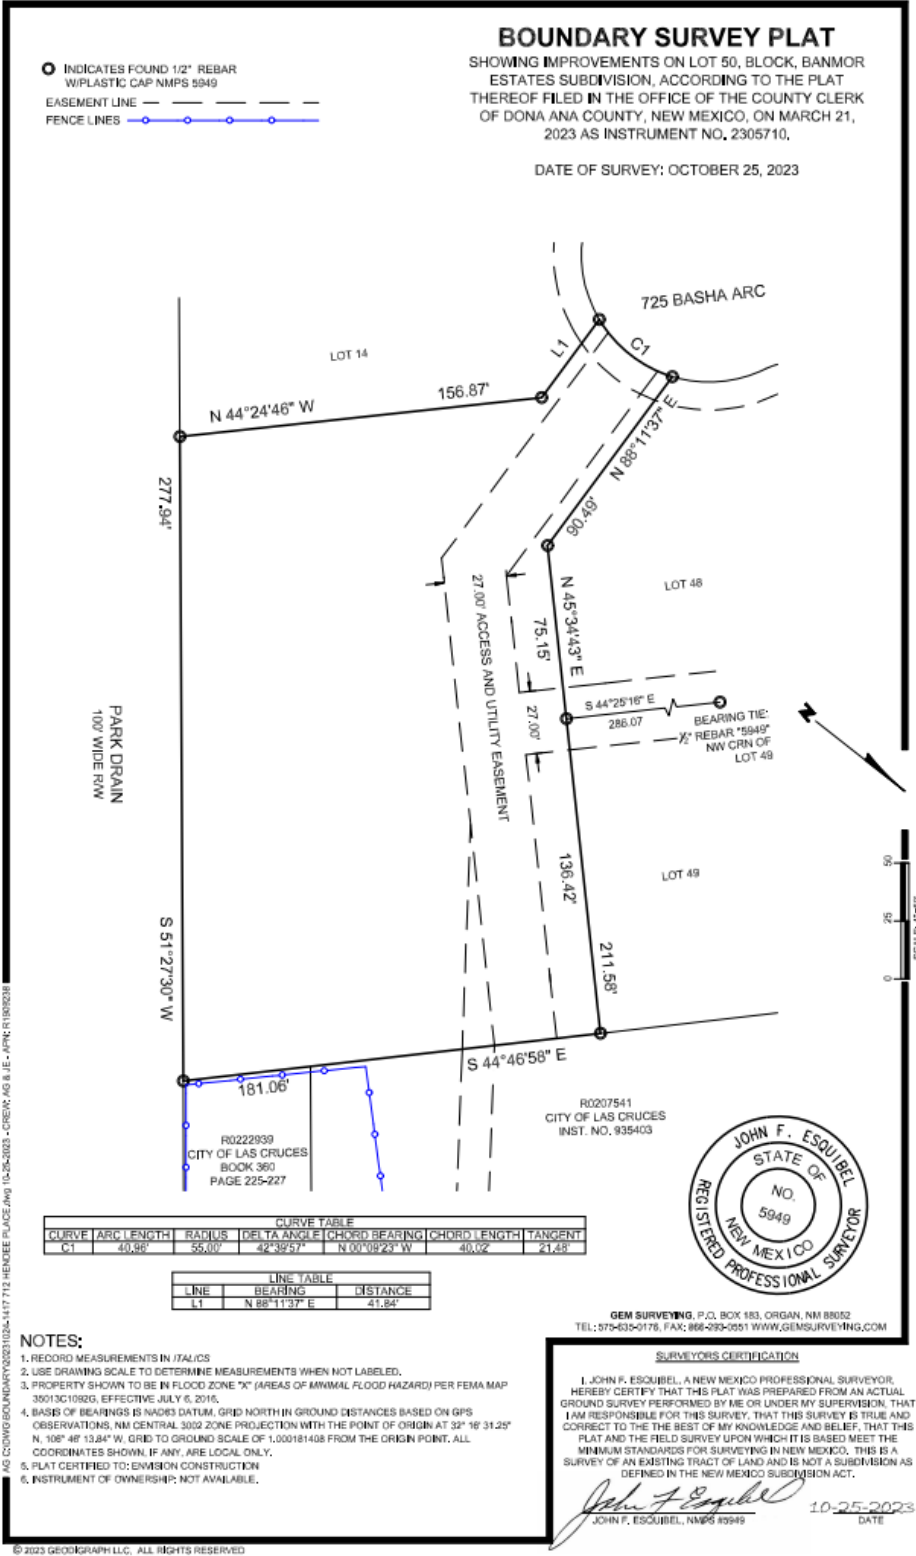 BOUNDARY SURVEY PLAT
SHOWING IMPROVEMENTS ON LOT 50, BLOCK, BANMOR
ESTATES SUBDIVISION, ACCORDING TO THE PLAT
THEREOF FILED IN THE OFFICE OF THE COUNTY CLERK
OF DONA ANA COUNTY, NEW MEXICO, ON MARCH 21,
2023 AS INSTRUMENT NO. 2305710.
DATE OF SURVEY: OCTOBER 25, 2023
INDICATES FOUND 1/2" REBAR
W/PLASTIC CAP NMPS 5949
EASEMENT LINE
FENCE LINES
725 BASHA ARC
LOT 14
L1
C1
156.87'
N 44°24'46" W
N 88°11'37" E
90.49'
277.94'
LOT 48
27.00' ACCESS AND UTILITY EASEMENT
N 45°34'43" E
75.15'
S 44°25'16" E
286.07
27.00'
BEARING TIE:
½" REBAR "5949"
NW CRN OF
LOT 49
N
PARK DRAIN
100' WIDE R/W
136.42'
LOT 49
50
25
0
S 51°27'30" W
211.58'
S 44°46'58" E
181.06'
R0207541
CITY OF LAS CRUCES
INST. NO. 935403
R0222939
CITY OF LAS CRUCES
BOOK 360
PAGE 225-227
JOHN F. ESQUIBEL
STATE OF
NO.
5949
NEW MEXICO
REGISTERED PROFESSIONAL SURVEYOR
CURVE TABLE
CURVE ARC LENGTH RADIUS DELTA ANGLE CHORD BEARING CHORD LENGTH TANGENT
C1 40.96' 55.00' 42°39'57" N 00°09'23" W 40.02' 21.48'
LINE TABLE
LINE BEARING DISTANCE
L1 N 88°11'37" E 41.84'
GEM SURVEYING, P.O. BOX 183, ORGAN, NM 88052
TEL: 575-635-0176, FAX: 866-293-0551 WWW.GEMSURVEYING.COM
NOTES:
1. RECORD MEASUREMENTS IN ITALICS
2. USE DRAWING SCALE TO DETERMINE MEASUREMENTS WHEN NOT LABELED.
3. PROPERTY SHOWN TO BE IN FLOOD ZONE "X" (AREAS OF MINIMAL FLOOD HAZARD) PER FEMA MAP
35013C1092G, EFFECTIVE JULY 6, 2016.
4. BASIS OF BEARINGS IS NAD83 DATUM, GRID NORTH IN GROUND DISTANCES BASED ON GPS
OBSERVATIONS, NM CENTRAL 3002 ZONE PROJECTION WITH THE POINT OF ORIGIN AT 32° 16' 31.25"
N, 106° 46' 13.84" W, GRID TO GROUND SCALE OF 1.000181408 FROM THE ORIGIN POINT. ALL
COORDINATES SHOWN, IF ANY, ARE LOCAL ONLY.
5. PLAT CERTIFIED TO: ENVISION CONSTRUCTION
6. INSTRUMENT OF OWNERSHIP: NOT AVAILABLE.
SURVEYORS CERTIFICATION
I, JOHN F. ESQUIBEL, A NEW MEXICO PROFESSIONAL SURVEYOR,
HEREBY CERTIFY THAT THIS PLAT WAS PREPARED FROM AN ACTUAL
GROUND SURVEY PERFORMED BY ME OR UNDER MY SUPERVISION, THAT
I AM RESPONSIBLE FOR THIS SURVEY, THAT THIS SURVEY IS TRUE AND
CORRECT TO THE THE BEST OF MY KNOWLEDGE AND BELIEF, THAT THIS
PLAT AND THE FIELD SURVEY UPON WHICH IT IS BASED MEET THE
MINIMUM STANDARDS FOR SURVEYING IN NEW MEXICO. THIS IS A
SURVEY OF AN EXISTING TRACT OF LAND AND IS NOT A SUBDIVISION AS
DEFINED IN THE NEW MEXICO SUBDIVISION ACT.
John F Esquibel
JOHN F. ESQUIBEL, NMPS #5949
10-25-2023
DATE
© 2023 GEODIGRAPH LLC, ALL RIGHTS RESERVED